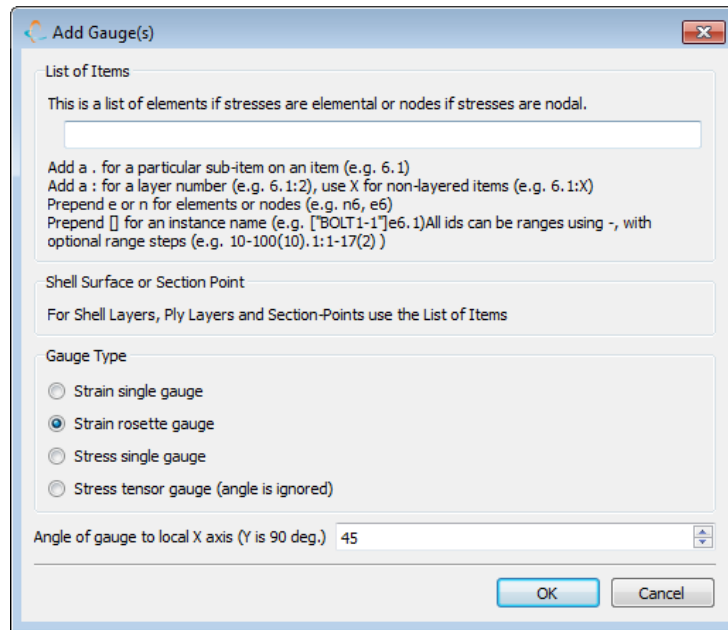 Add Gauge(s)
List of Items
This is a list of elements if stresses are elemental or nodes if stresses are nodal.
Add a . for a particular sub-item on an item (e.g. 6.1)
Add a : for a layer number (e.g. 6.1:2), use X for non-layered items (e.g. 6.1:X)
Prepend e or n for elements or nodes (e.g. n6, e6)
Prepend [] for an instance name (e.g. ["BOLT1-1"]e6.1)All ids can be ranges using -, with
optional range steps (e.g. 10-100(10).1:1-17(2) )
Shell Surface or Section Point
For Shell Layers, Ply Layers and Section-Points use the List of Items
Gauge Type
Strain single gauge
Strain rosette gauge
Stress single gauge
Stress tensor gauge (angle is ignored)
Angle of gauge to local X axis (Y is 90 deg.) 45
OK Cancel